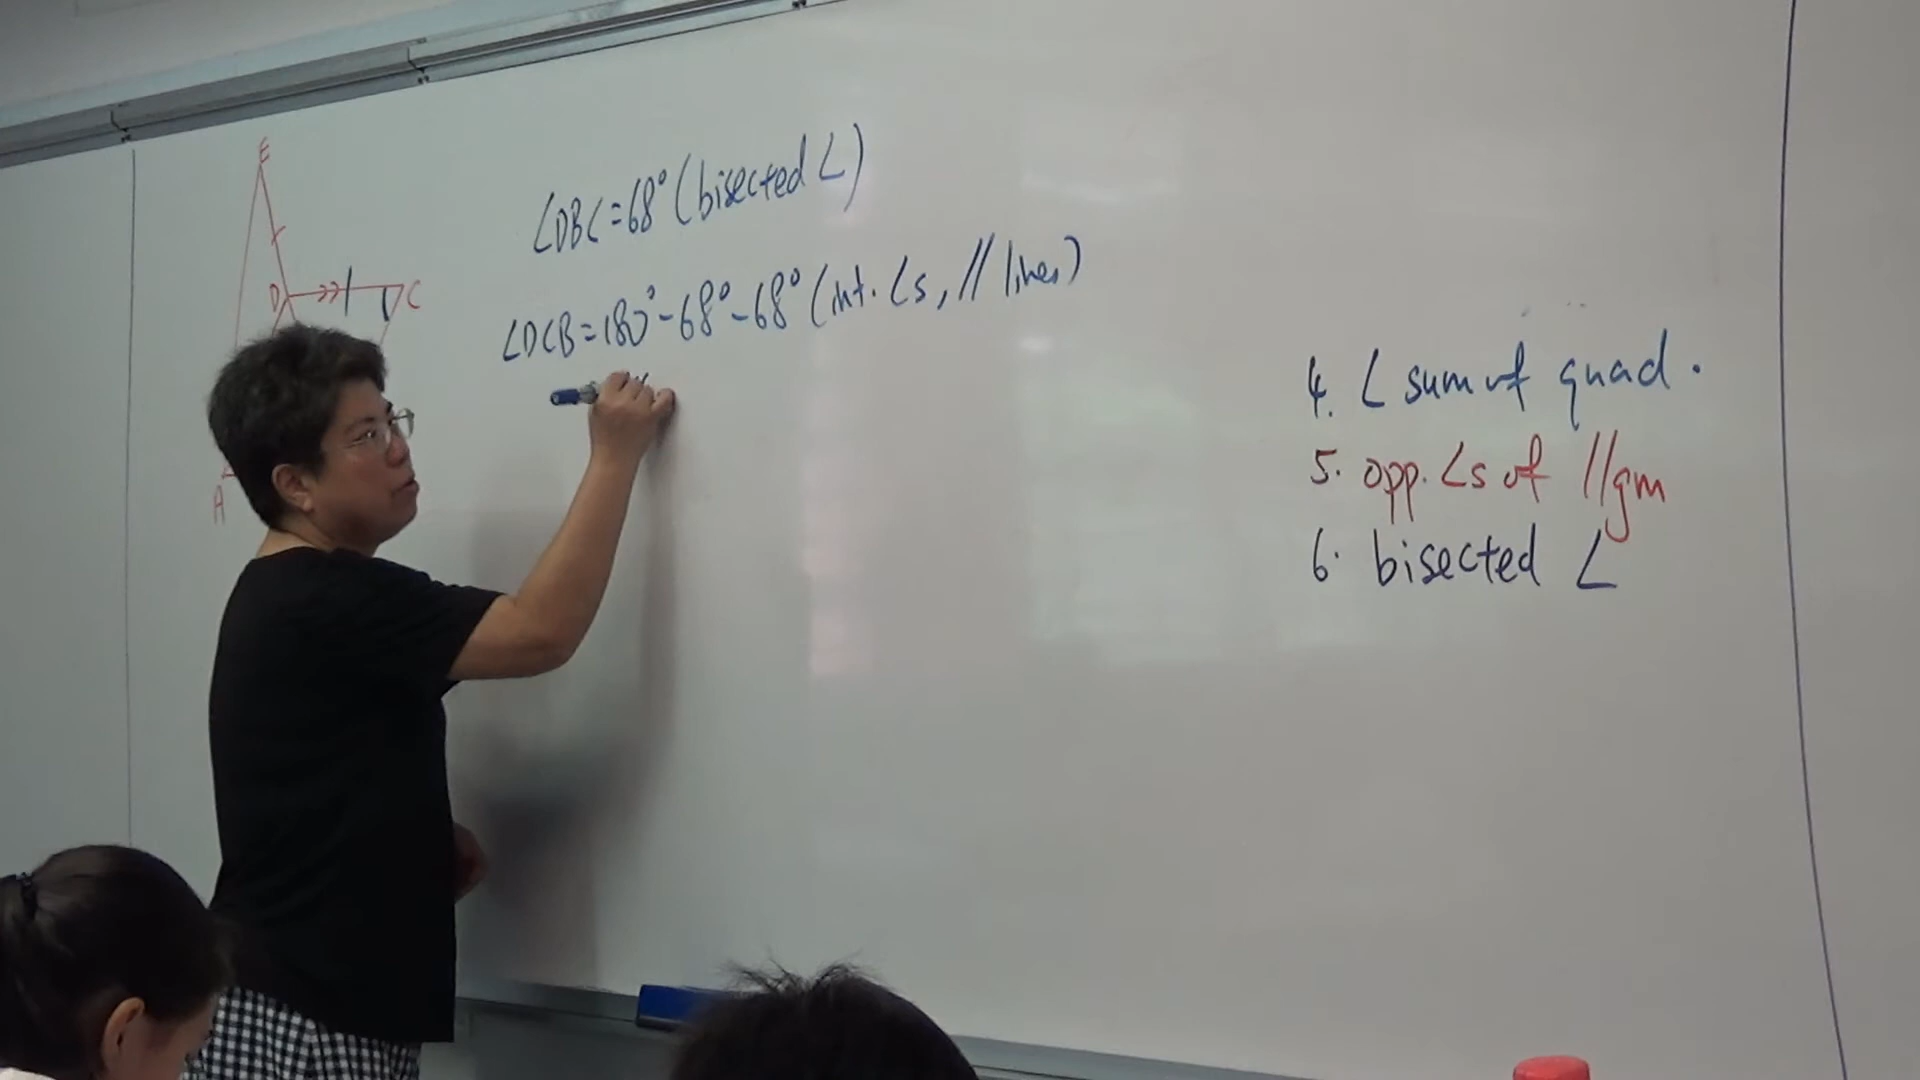 E
D
C
A
∠DBC=68° (bisected ∠)
∠DCB=180°-68°-68° (int. ∠s, // lines)
4. ∠ sum of quad.
5. opp. ∠s of //gm
6. bisected ∠